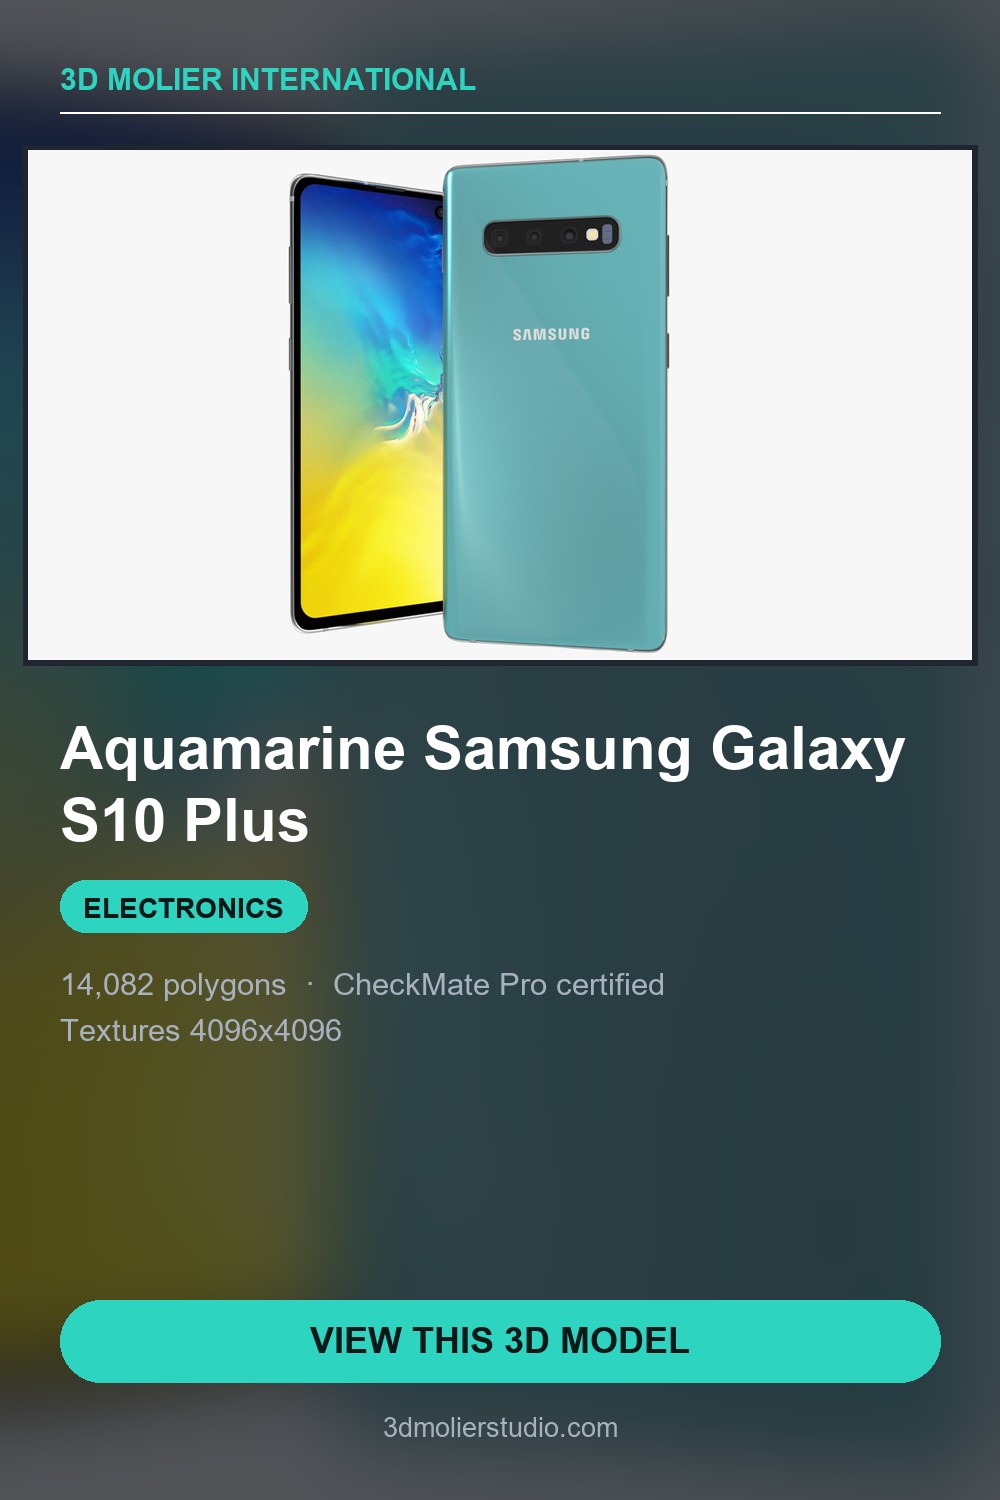 3D MOLIER INTERNATIONAL
SAMSUNG
Aquamarine Samsung Galaxy
S10 Plus
ELECTRONICS
14,082 polygons · CheckMate Pro certified
Textures 4096x4096
VIEW THIS 3D MODEL
3dmolierstudio.com